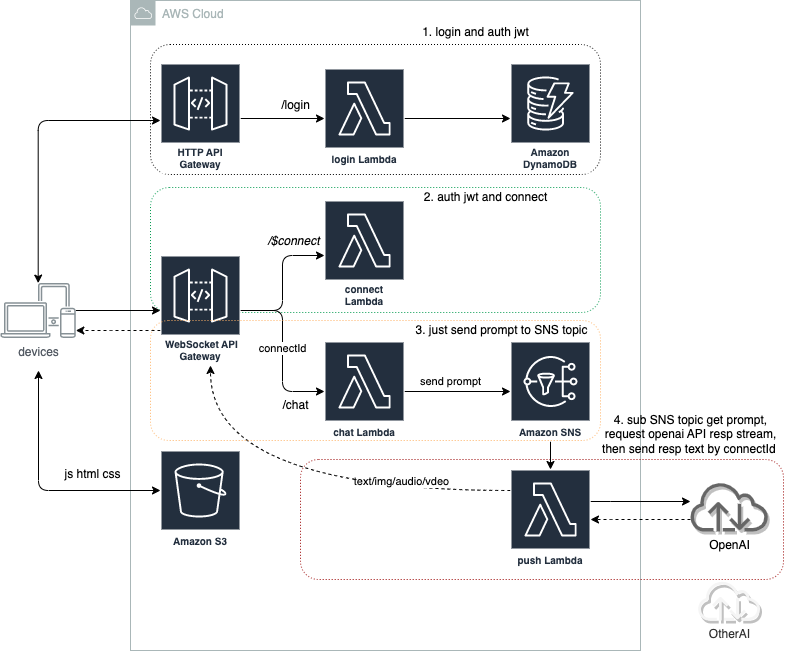 AWS Cloud
1. login and auth jwt
/login
HTTP API
Gateway
login Lambda
Amazon
DynamoDB
2. auth jwt and connect
/$connect
connect
Lambda
devices
WebSocket API
Gateway
3. just send prompt to SNS topic
connectId
/chat
send prompt
chat Lambda
Amazon SNS
4. sub SNS topic get prompt,
request openai API resp stream,
then send resp text by connectId
js html css
text/img/audio/vdeo
Amazon S3
push Lambda
OpenAI
OtherAI